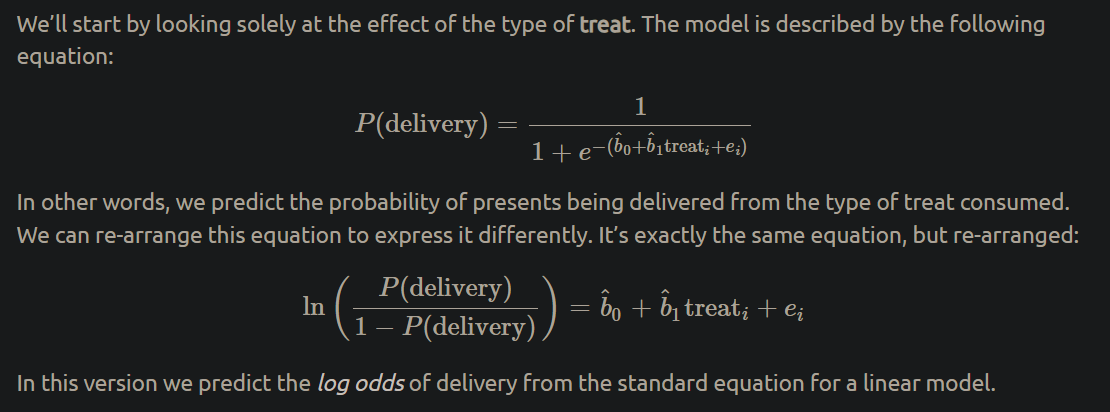 We'll start by looking solely at the effect of the type of treat. The model is described by the following
equation:
P(delivery) = \frac{1}{1 + e^{-(\hat{b}_0+\hat{b}_1\text{treat}_i+e_i)}}
In other words, we predict the probability of presents being delivered from the type of treat consumed.
We can re-arrange this equation to express it differently. It's exactly the same equation, but re-arranged:
\ln\left(\frac{P(\text{delivery})}{1 - P(\text{delivery})}\right) = \hat{b}_0 + \hat{b}_1\text{treat}_i + e_i
In this version we predict the log odds of delivery from the standard equation for a linear model.